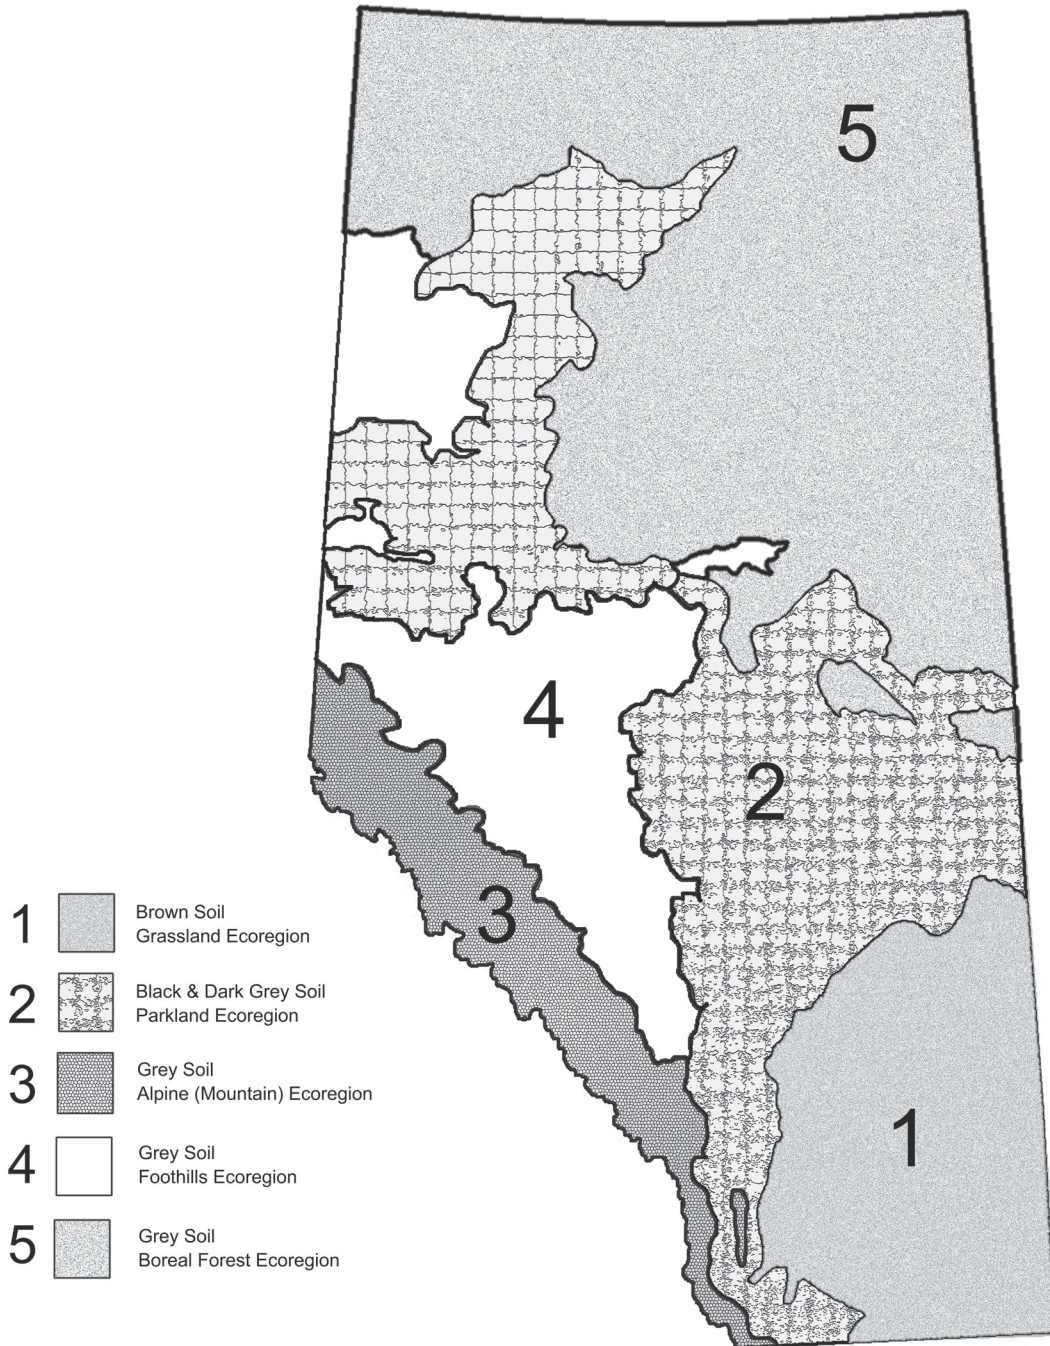 5
4
2
3
1
1
Brown Soil
Grassland Ecoregion
2
Black & Dark Grey Soil
Parkland Ecoregion
3
Grey Soil
Alpine (Mountain) Ecoregion
4
Grey Soil
Foothills Ecoregion
5
Grey Soil
Boreal Forest Ecoregion